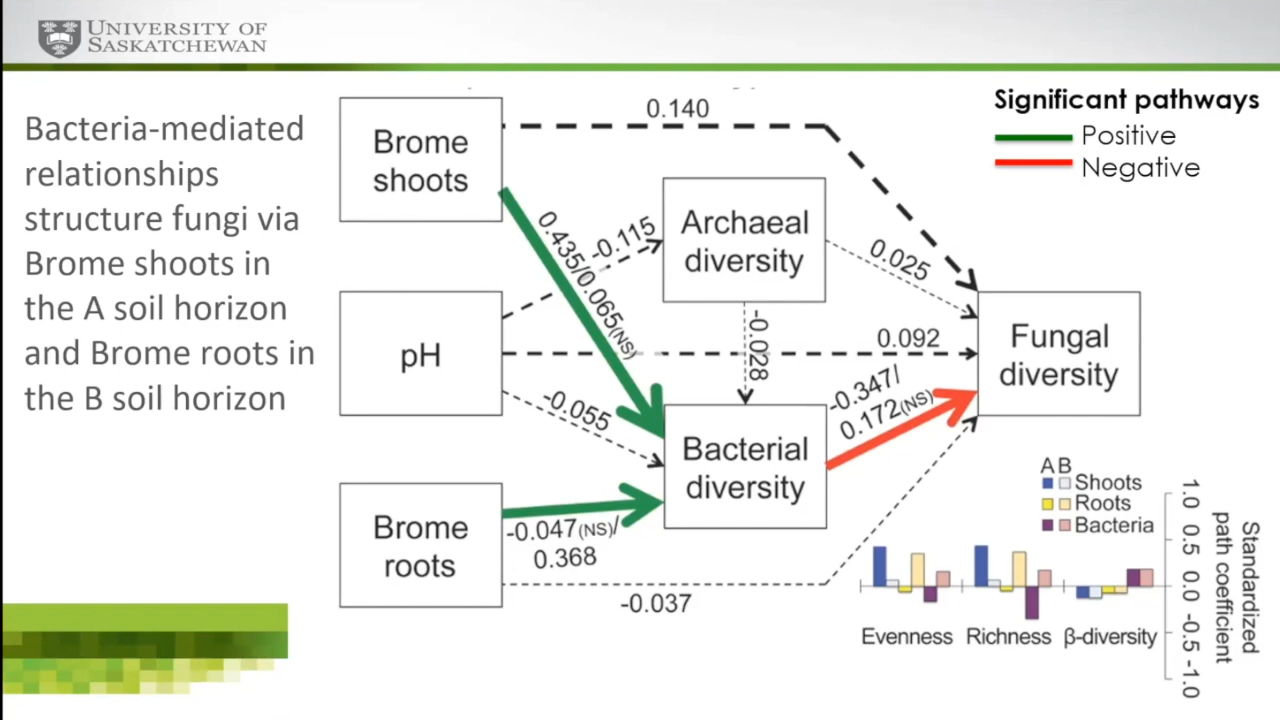 UNIVERSITY OF
SASKATCHEWAN
Bacteria-mediated
relationships
structure fungi via
Brome shoots in
the A soil horizon
and Brome roots in
the B soil horizon
Significant pathways
Positive
Negative
Brome
shoots
0.140
0.435/0.065(NS)
-0.115
Archaeal
diversity
0.025
pH
-0.028
0.092
Fungal
diversity
-0.055
-0.347/
0.172(NS)
Bacterial
diversity
Brome
roots
-0.047(NS)/
0.368
-0.037
A B
Shoots
Roots
Bacteria
Evenness
Richness
β-diversity
1.0
0.5
0.0
-0.5
-1.0
Standardized
path coefficient